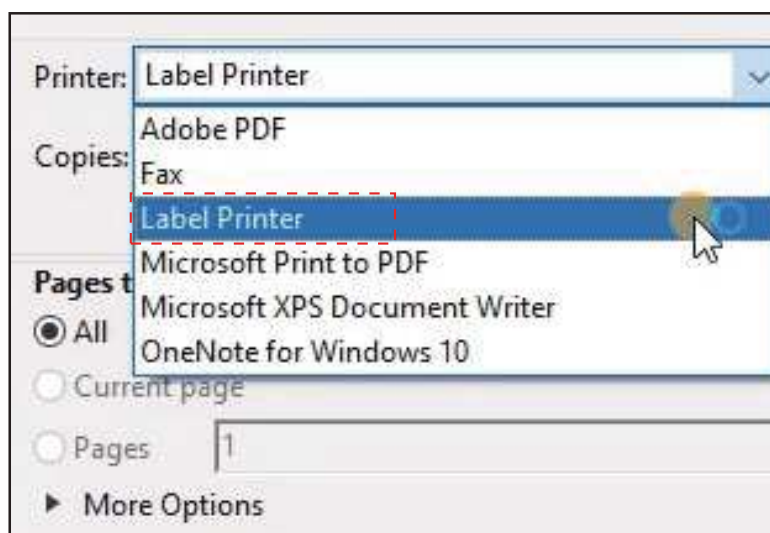 Printer: Label Printer
Adobe PDF
Copies:
Fax
Label Printer
Microsoft Print to PDF
Pages t
Microsoft XPS Document Writer
All
OneNote for Windows 10
Current page
Pages 1
More Options